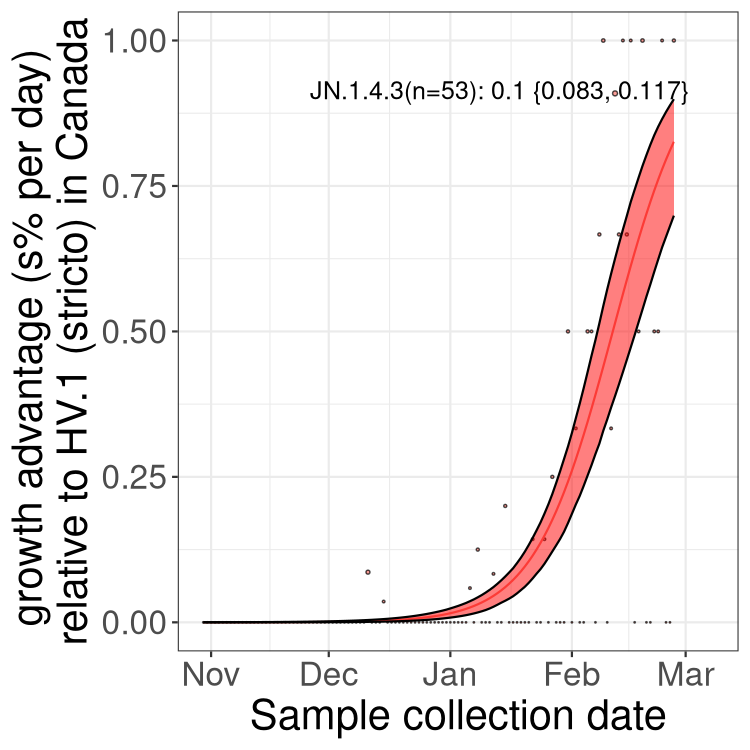 growth advantage (s% per day)
relative to HV.1 (stricto) in Canada
1.00
0.75
0.50
0.25
0.00
JN.1.4.3(n=53): 0.1 {0.083, 0.117}
Nov Dec Jan Feb Mar
Sample collection date